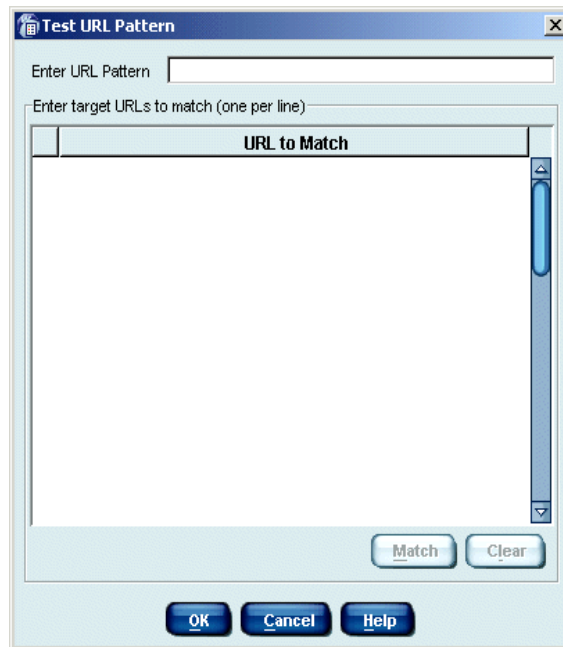 Test URL Pattern
Enter URL Pattern
Enter target URLs to match (one per line)
URL to Match
Match Clear
OK Cancel Help